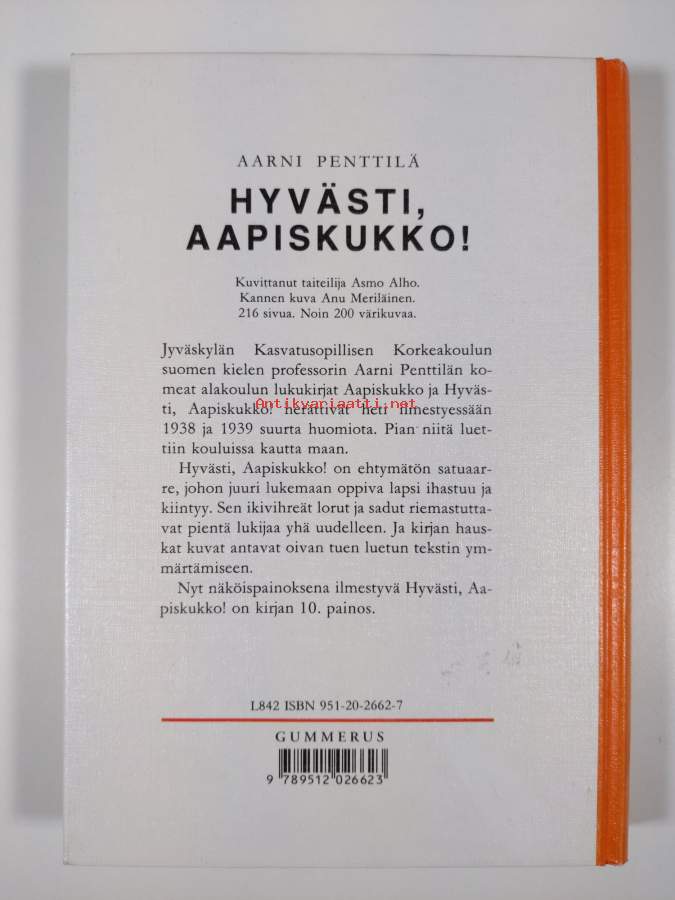 AARNI PENTTILÄ
HYVÄSTI,
AAPISKUKKO!
Kuvittanut taiteilija Asmo Alho.
Kannen kuva Anu Meriläinen.
216 sivua. Noin 200 värikuvaa.
Jyväskylän Kasvatusopillisen Korkeakoulun
suomen kielen professorin Aarni Penttilän ko-
meat alakoulun lukukirjat Aapiskukko ja Hyväs-
ti, Aapiskukko! herättivät heti ilmestyessään
Antikvariaatti.net
1938 ja 1939 suurta huomiota. Pian niitä luet-
tiin kouluissa kautta maan.
Hyvästi, Aapiskukko! on ehtymätön satuaar-
re, johon juuri lukemaan oppiva lapsi ihastuu ja
kiintyy. Sen ikivihreät lorut ja sadut riemastutta-
vat pientä lukijaa yhä uudelleen. Ja kirjan haus-
kat kuvat antavat oivan tuen luetun tekstin ym-
märtämiseen.
Nyt näköispainoksena ilmestyvä Hyvästi, Aa-
piskukko! on kirjan 10. painos.
L842 ISBN 951-20-2662-7
GUMMERUS
9 789512 026623